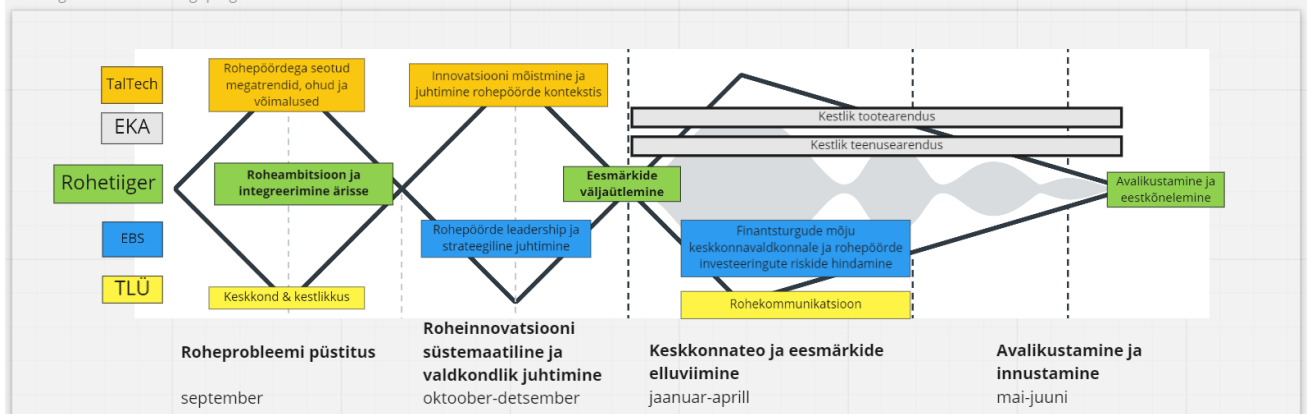 TalTech
EKA
Rohetiiger
EBS
TLÜ
Rohepöördega seotud
megatrendid, ohud ja
võimalused
Innovatsiooni mõistmine ja
juhtimine rohepöörde kontekstis
Kestlik tootearendus
Kestlik teenusearendus
Roheambitsioon ja
integreerimine ärisse
Eesmärkide
väljaütlemine
Avalikustamine ja
eestkõnelemine
Rohepöörde leadership ja
strateegiline juhtimine
Finantsturgude mõju
keskkonnavaldkonnale ja rohepöörde
investeeringute riskide hindamine
Keskkond & kestlikkus
Rohekommunikatsioon
Roheprobleemi püstitus
september
Roheinnovatsiooni
süstemaatiline ja
valdkondlik juhtimine
oktoober-detsember
Keskkonnateo ja eesmärkide
elluviimine
jaanuar-aprill
Avalikustamine ja
innustamine
mai-juuni